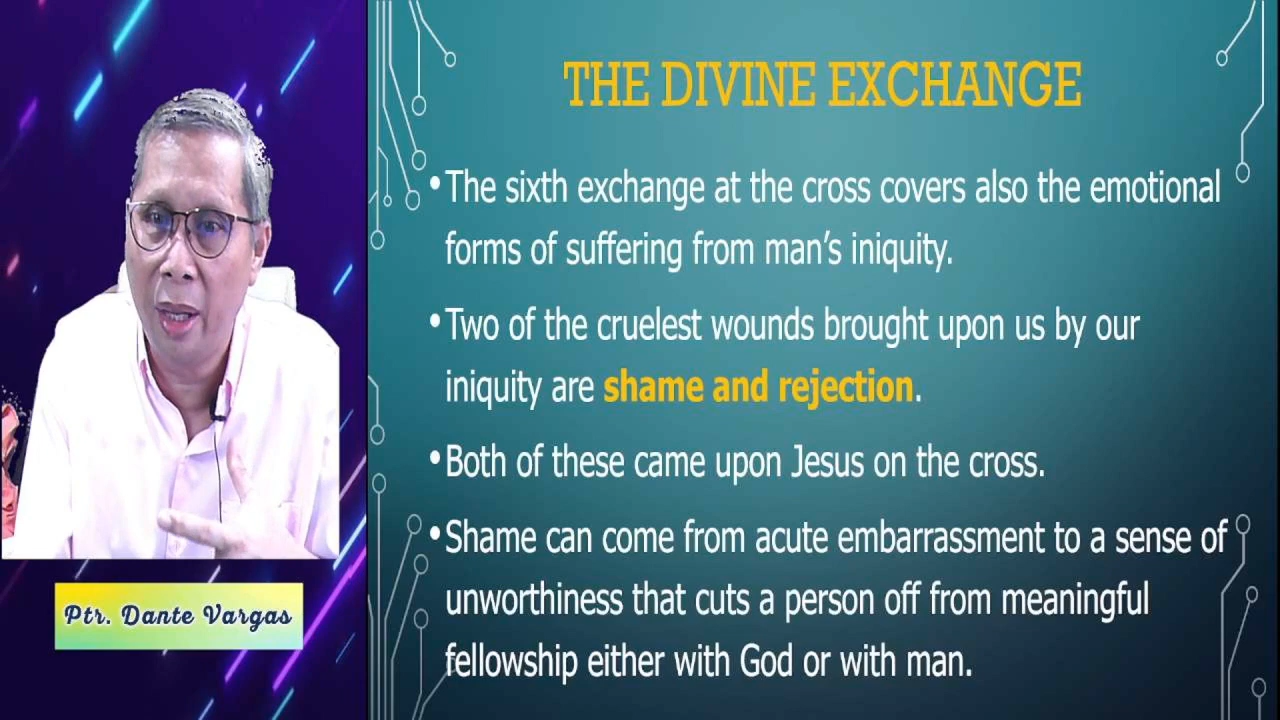 THE DIVINE EXCHANGE
•The sixth exchange at the cross covers also the emotional
forms of suffering from man’s iniquity.
•Two of the cruelest wounds brought upon us by our
iniquity are shame and rejection.
•Both of these came upon Jesus on the cross.
•Shame can come from acute embarrassment to a sense of
unworthiness that cuts a person off from meaningful
fellowship either with God or with man.
Ptr. Dante Vargas